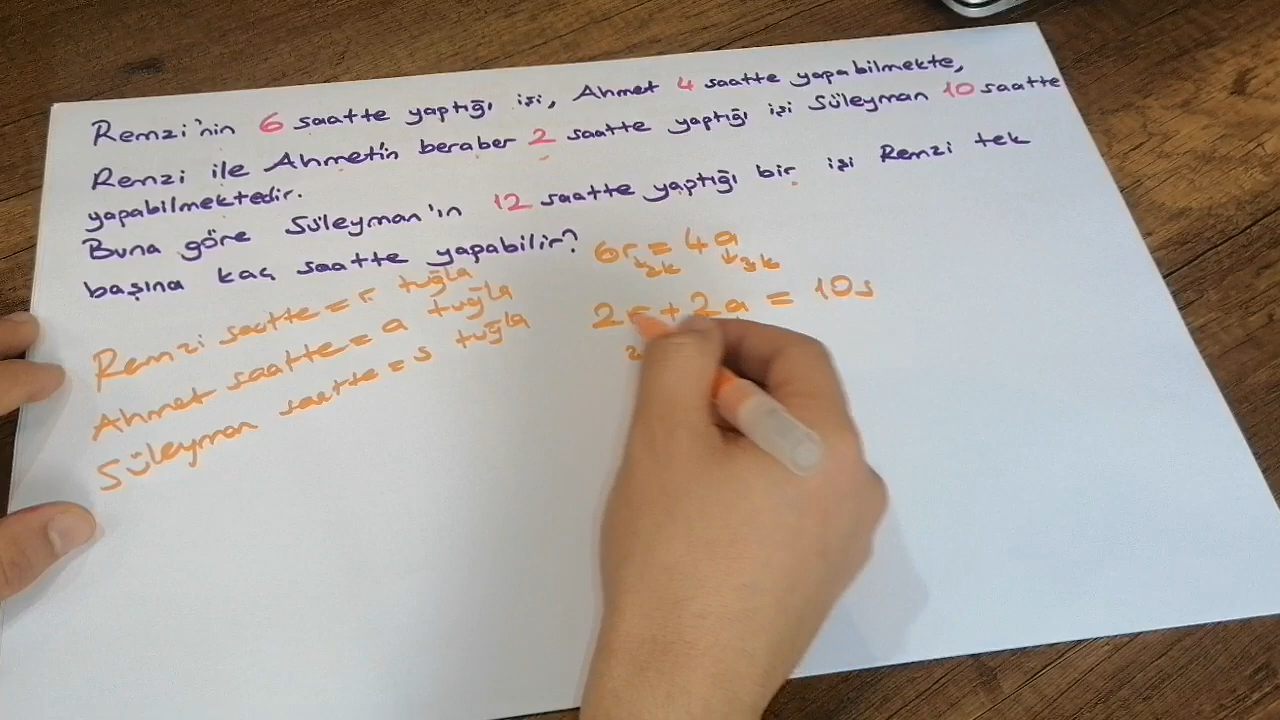 Remzi'nin 6 saatte yaptığı işi, Ahmet 4 saatte yapabilmekte,
Remzi ile Ahmet'in beraber 2 saatte yaptığı işi Süleyman 10 saatte
yapabilmektedir.
Buna göre Süleyman'ın 12 saatte yaptığı bir işi Remzi tek
başına kaç saatte yapabilir?
Remzi saatte = r tuğla
Ahmet saatte = a tuğla
Süleyman saatte = s tuğla
6r = 4a
2k 3k
2r + 2a = 10s